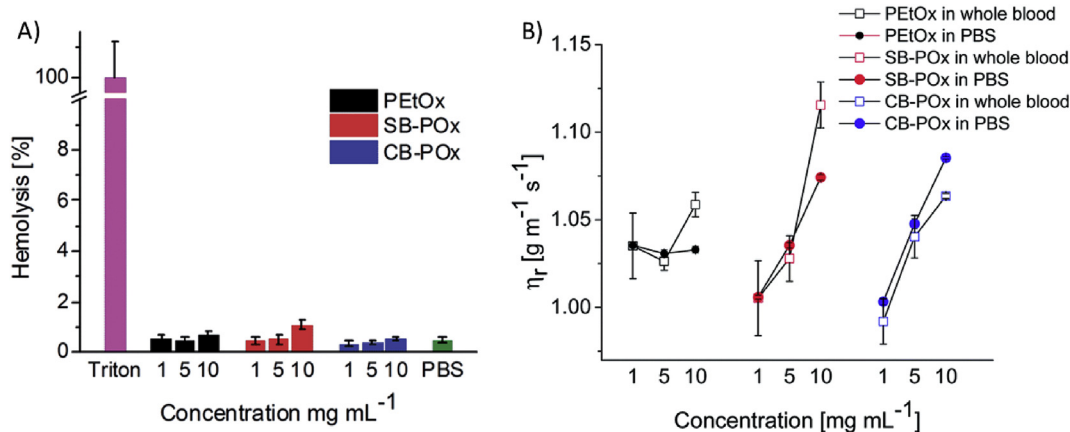 A)
Hemolysis [%]
100
8
6
4
2
0
PEtOx
SB-POx
CB-POx
Triton 1 5 10 1 5 10 1 5 10 PBS
Concentration mg mL⁻¹
B)
PEtOx in whole blood
PEtOx in PBS
SB-POx in whole blood
SB-POx in PBS
CB-POx in whole blood
CB-POx in PBS
ηr [g m⁻¹ s⁻¹)
1.15
1.10
1.05
1.00
1 5 10 1 5 10 1 5 10
Concentration [mg mL⁻¹]